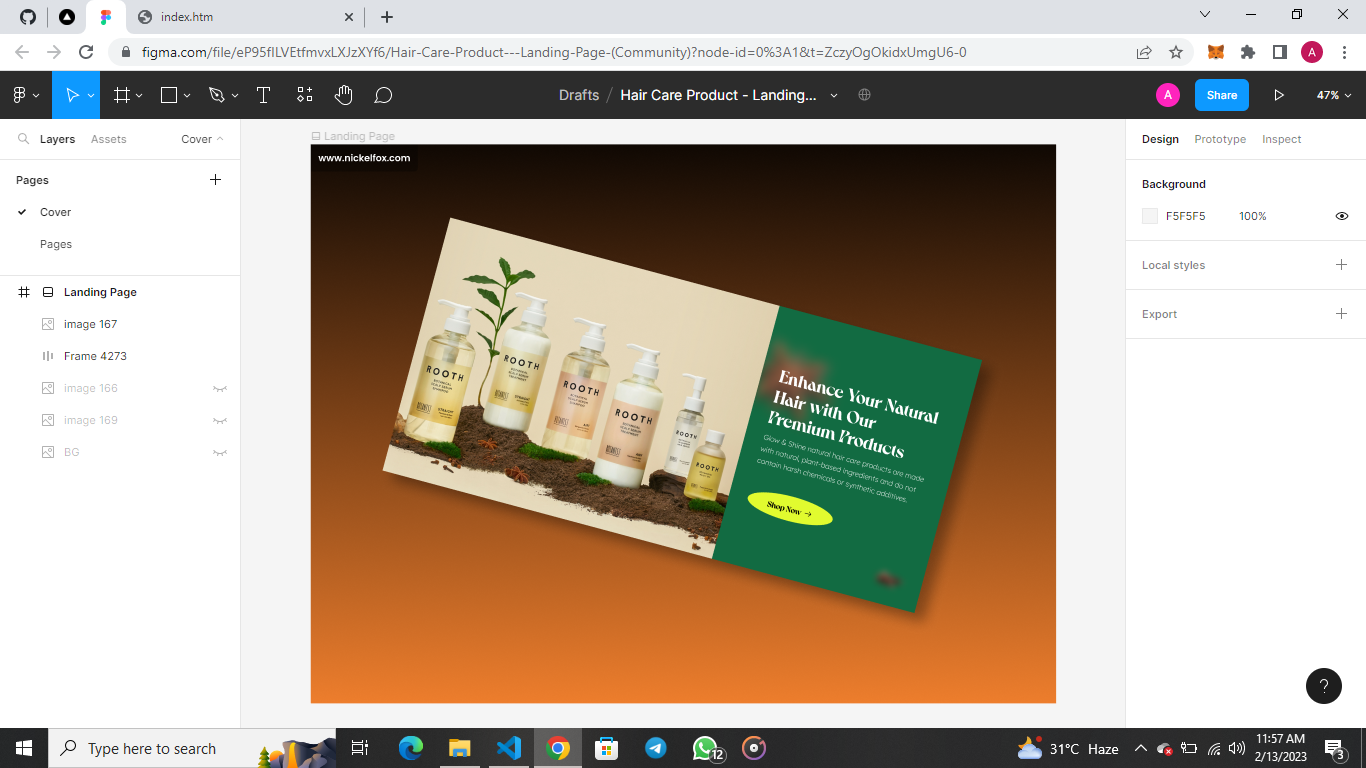 index.htm
figma.com/file/eP95flLVEtfmvxLXJzXYf6/Hair-Care-Product---Landing-Page-(Community)?node-id=0%3A1&t=ZczyOgOkidxUmgU6-0
A
Drafts / Hair Care Product - Landing...
A
Share
47%
Layers
Assets
Cover
Pages
Cover
Pages
Landing Page
image 167
Frame 4273
image 166
image 169
BG
Landing Page
www.nickelfox.com
ROOTH
ROOTH
ROOTH
ROOTH
ROOTH
ROOTH
Enhance Your Natural
Hair with Our
Premium Products
Glow & Shine natural hair care products are made
with natural, plant-based ingredients and do not
contain harsh chemicals or synthetic additives.
Shop Now →
Design
Prototype
Inspect
Background
F5F5F5
100%
Local styles
Export
?
Type here to search
12
31°C Haze
11:57 AM
2/13/2023
3